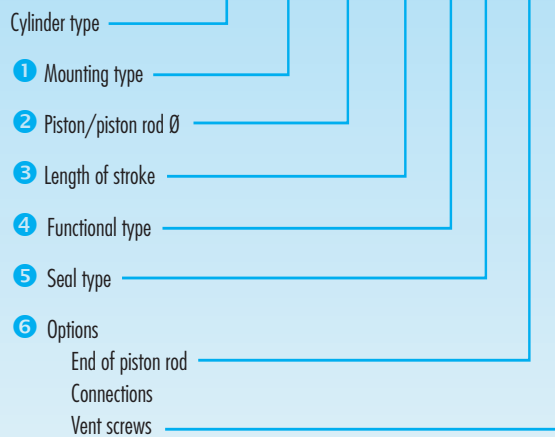 Cylinder type
1 Mounting type
2 Piston/piston rod Ø
3 Length of stroke
4 Functional type
5 Seal type
6 Options
End of piston rod
Connections
Vent screws